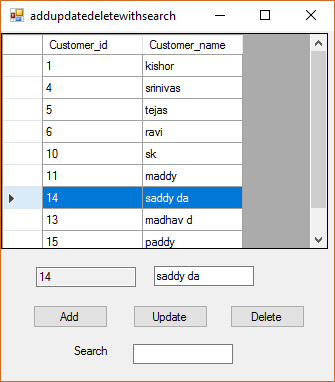 addupdatedeletewithsearch
Customer_id Customer_name
1 kishor
4 srinivas
5 tejas
6 ravi
10 sk
11 maddy
14 saddy da
13 madhav d
15 paddy
14 saddy da
Add Update Delete
Search